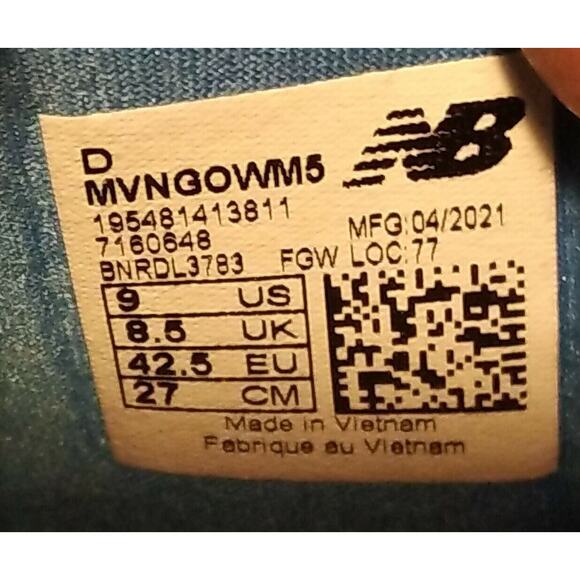 D
NB
MVNGOWM5
195481413811
7160648 MFG:04/2021
BNRDL3783 FGW LOC:77
9 US
8.5 UK
42.5 EU
27 CM
Made in Vietnam
Fabrique au Vietnam